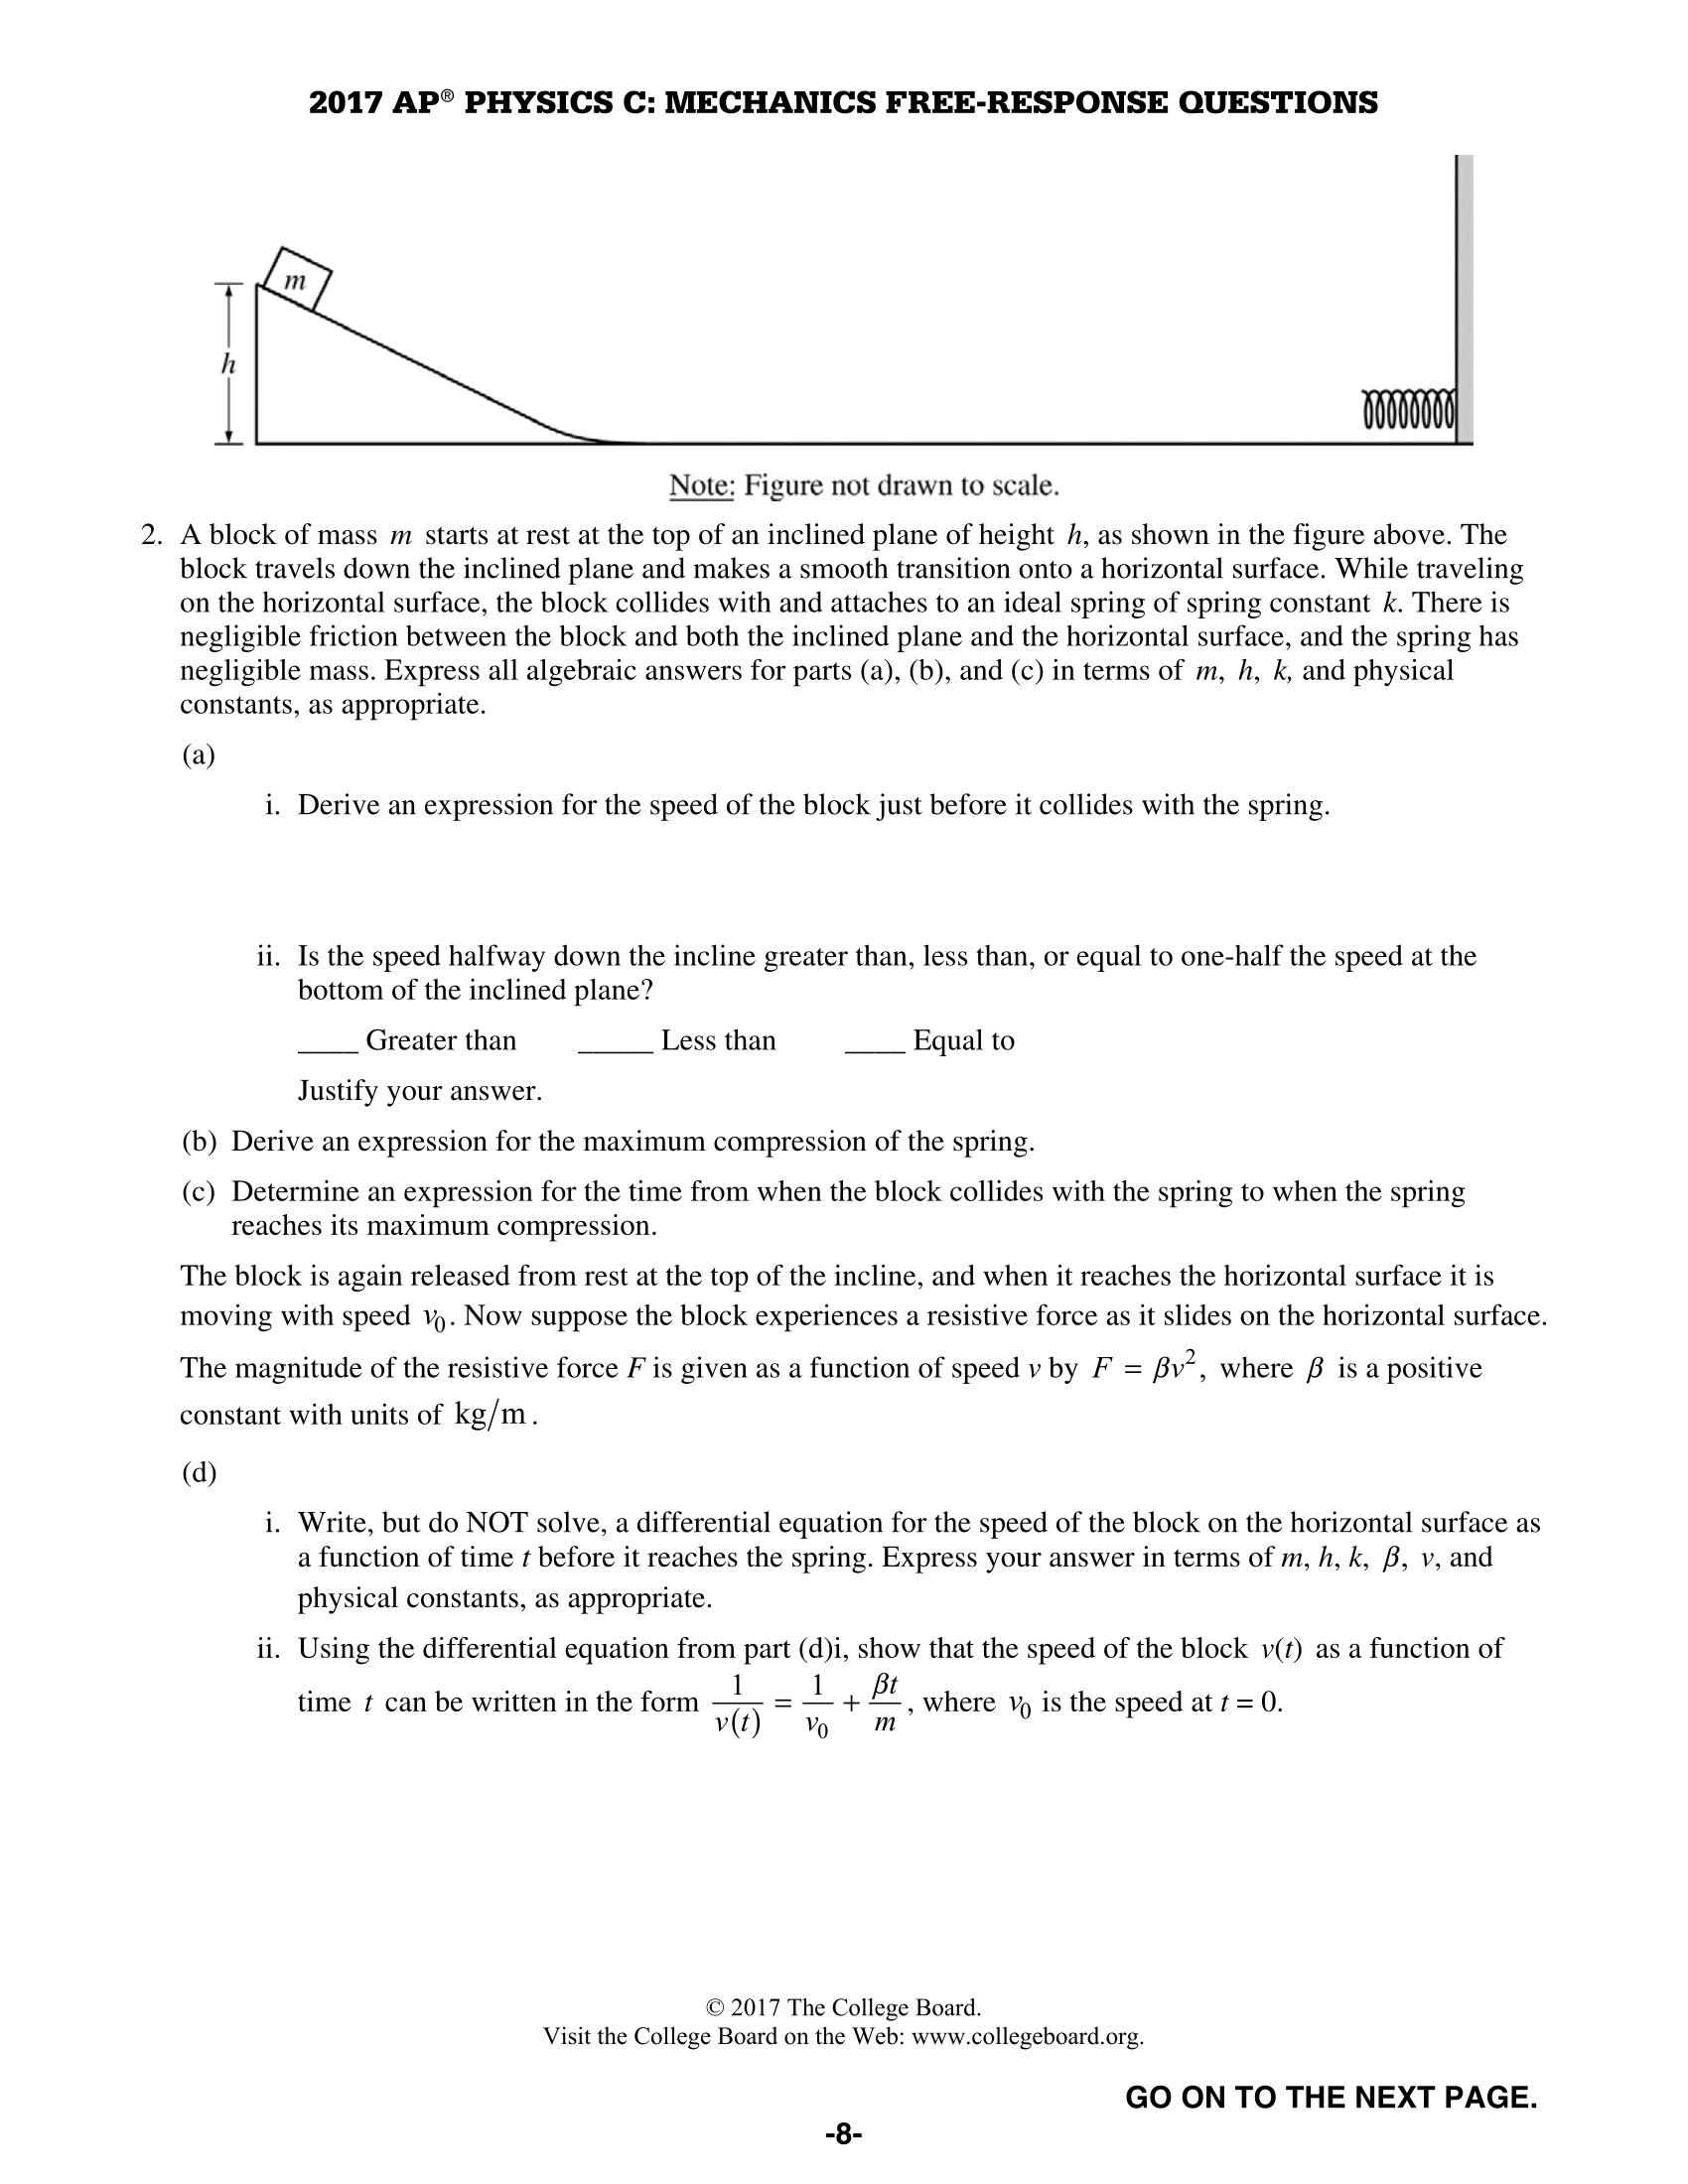 2017 AP® PHYSICS C: MECHANICS FREE-RESPONSE QUESTIONS
m
h
Note: Figure not drawn to scale.
2. A block of mass m starts at rest at the top of an inclined plane of height h, as shown in the figure above. The
block travels down the inclined plane and makes a smooth transition onto a horizontal surface. While traveling
on the horizontal surface, the block collides with and attaches to an ideal spring of spring constant k. There is
negligible friction between the block and both the inclined plane and the horizontal surface, and the spring has
negligible mass. Express all algebraic answers for parts (a), (b), and (c) in terms of m, h, k, and physical
constants, as appropriate.
(a)
i. Derive an expression for the speed of the block just before it collides with the spring.
ii. Is the speed halfway down the incline greater than, less than, or equal to one-half the speed at the
bottom of the inclined plane?
____ Greater than _____ Less than ____ Equal to
Justify your answer.
(b) Derive an expression for the maximum compression of the spring.
(c) Determine an expression for the time from when the block collides with the spring to when the spring
reaches its maximum compression.
The block is again released from rest at the top of the incline, and when it reaches the horizontal surface it is
moving with speed v₀. Now suppose the block experiences a resistive force as it slides on the horizontal surface.
The magnitude of the resistive force F is given as a function of speed v by F = βv², where β is a positive
constant with units of kg/m.
(d)
i. Write, but do NOT solve, a differential equation for the speed of the block on the horizontal surface as
a function of time t before it reaches the spring. Express your answer in terms of m, h, k, β, v, and
physical constants, as appropriate.
ii. Using the differential equation from part (d)i, show that the speed of the block v(t) as a function of
time t can be written in the form 1/v(t) = 1/v₀ + βt/m, where v₀ is the speed at t = 0.
© 2017 The College Board.
Visit the College Board on the Web: www.collegeboard.org.
GO ON TO THE NEXT PAGE.
-8-